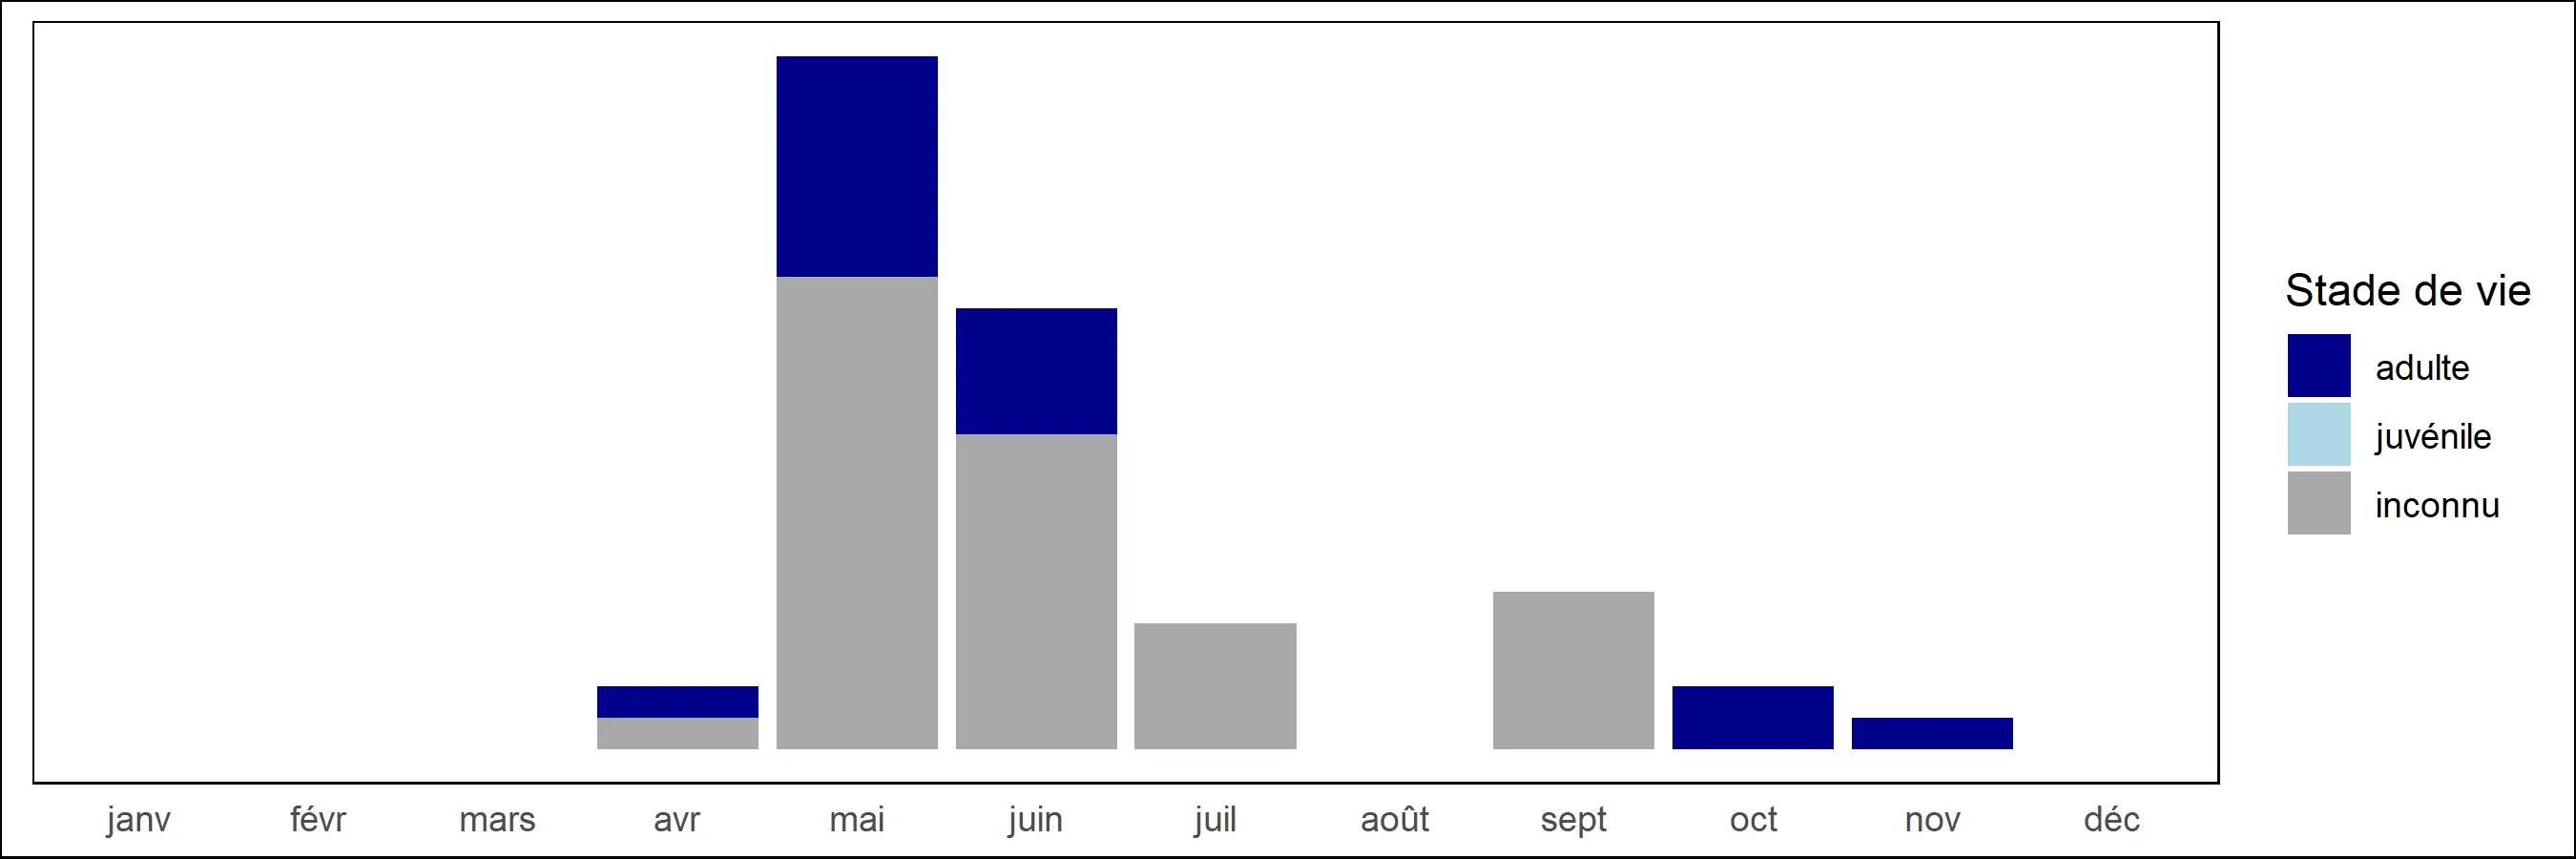 Stade de vie
adulte
juvénile
inconnu
janv févr mars avr mai juin juil août sept oct nov déc